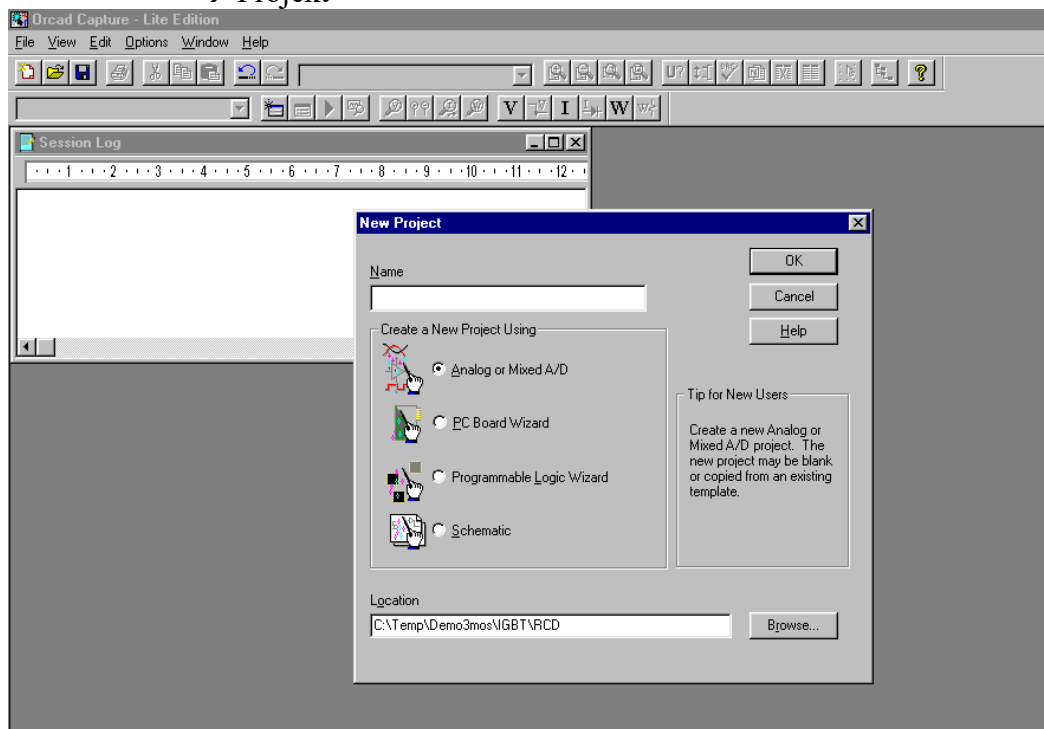 Projekt
Orcad Capture - Lite Edition
File View Edit Options Window Help
U?
V V I W
Session Log
1 2 3 4 5 6 7 8 9 10 11 12
New Project
Name
OK
Cancel
Help
Create a New Project Using
Analog or Mixed A/D
PC Board Wizard
Programmable Logic Wizard
Schematic
Tip for New Users
Create a new Analog or
Mixed A/D project. The
new project may be blank
or copied from an existing
template.
Location
C:\Temp\Demo3mos\IGBT\RCD
Browse...